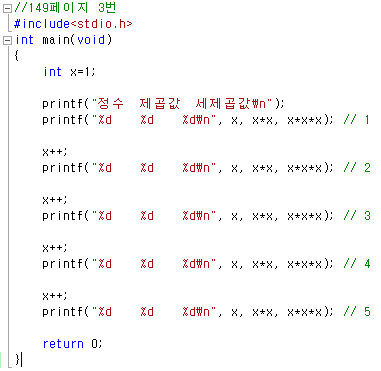 //149페이지 3번
#include<stdio.h>
int main(void)
{
int x=1;
printf("정수  제곱값  세제곱값₩n");
printf("%d   %d   %d₩n", x, x*x, x*x*x); // 1
x++;
printf("%d   %d   %d₩n", x, x*x, x*x*x); // 2
x++;
printf("%d   %d   %d₩n", x, x*x, x*x*x); // 3
x++;
printf("%d   %d   %d₩n", x, x*x, x*x*x); // 4
x++;
printf("%d   %d   %d₩n", x, x*x, x*x*x); // 5
return 0;
}